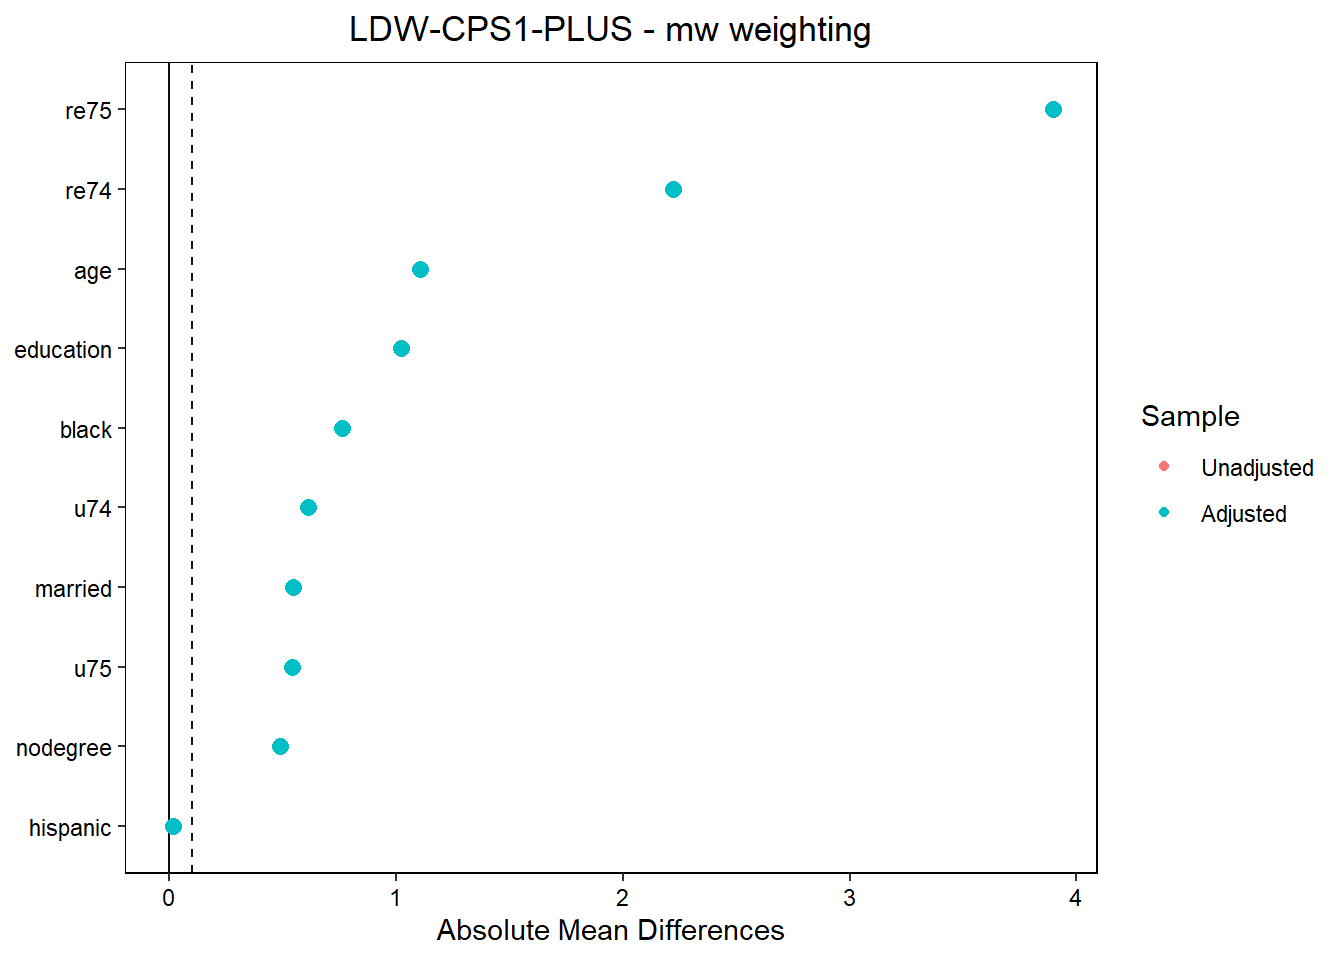 LDW-CPS1-PLUS - mw weighting
re75
re74
age
education
black
u74
married
u75
nodegree
hispanic
0 1 2 3 4
Absolute Mean Differences
Sample
Unadjusted
Adjusted